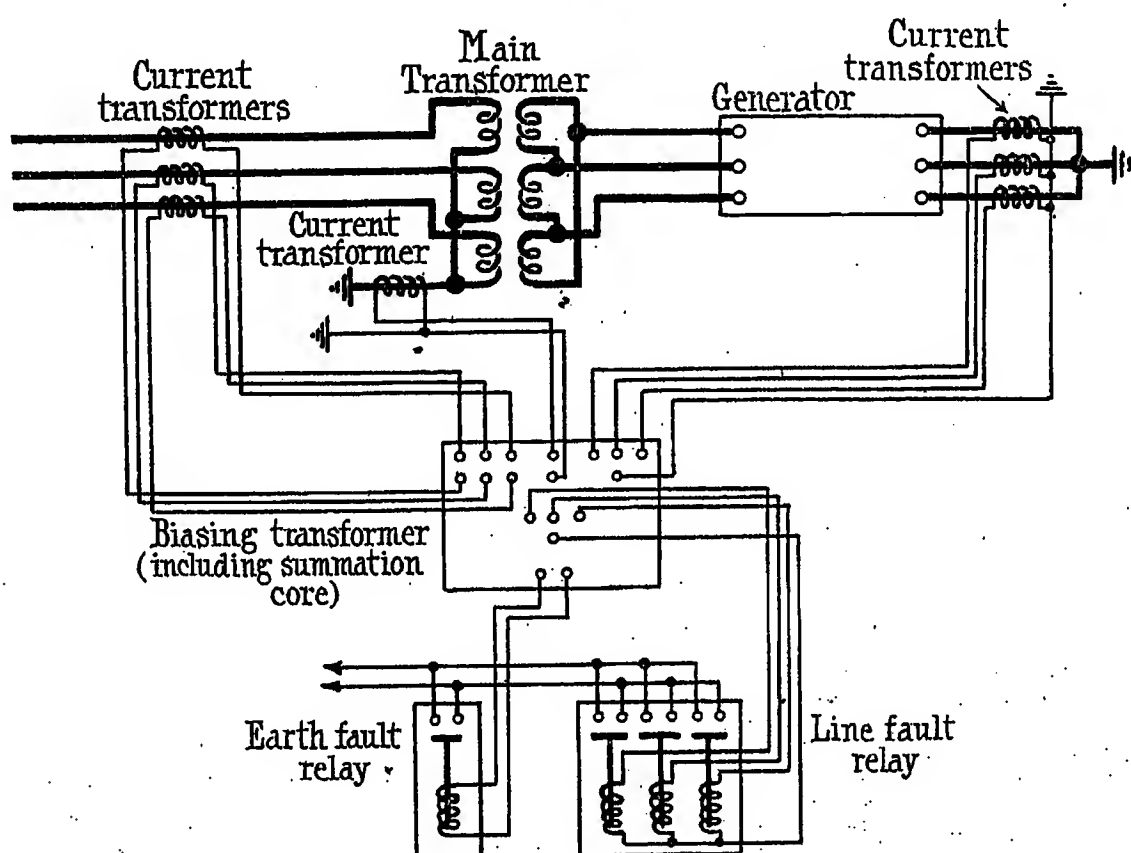 Current
transformers
Main
Transformer
Generator
Current
transformers
Current
transformer
Biasing transformer
(including summation
core)
Earth fault
relay
Line fault
relay